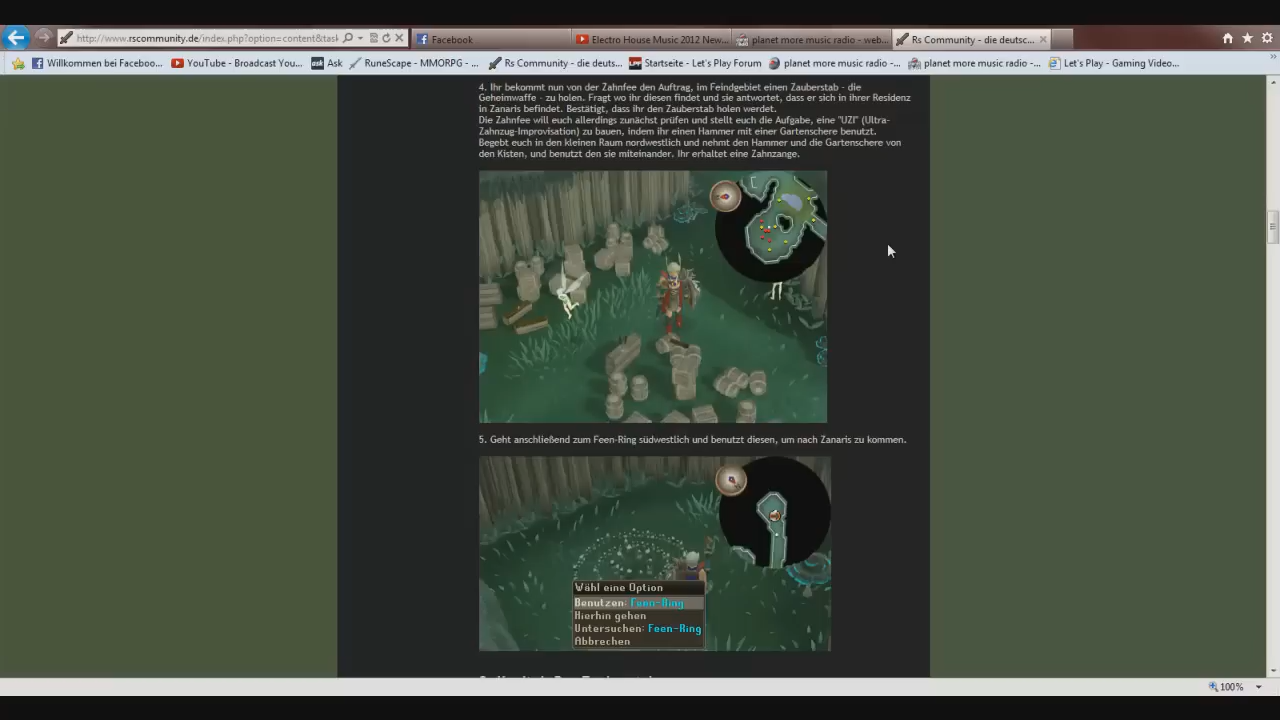 http://www.rscommunity.de/index.php?option=content&tas
Facebook
Electro House Music 2012 New...
planet more music radio - web...
Rs Community - die deutsc...
Willkommen bei Faceboo...
YouTube - Broadcast You...
Ask
RuneScape - MMORPG - ...
Rs Community - die deuts...
Startseite - Let's Play Forum
planet more music radio -...
planet more music radio - ...
Let's Play - Gaming Video...
4. Ihr bekommt nun von der Zahnfee den Auftrag, im Feindgebiet einen Zauberstab - die
Geheimwaffe - zu holen. Fragt wo ihr diesen findet und sie antwortet, dass er sich in ihrer Residenz
in Zanaris befindet. Bestätigt, dass ihr den Zauberstab holen werdet.
Die Zahnfee will euch allerdings zunächst prüfen und stellt euch die Aufgabe, eine "UZI" (Ultra-
Zahnzug-Improvisation) zu bauen, indem ihr einen Hammer mit einer Gartenschere benutzt.
Begebt euch in den kleinen Raum nordwestlich und nehmt den Hammer und die Gartenschere von
den Kisten, und benutzt den sie miteinander. Ihr erhaltet eine Zahnzange.
5. Geht anschließend zum Feen-Ring südwestlich und benutzt diesen, um nach Zanaris zu kommen.
Wähl eine Option
Benutzen: Feen-Ring
Hierhin gehen
Untersuchen: Feen-Ring
Abbrechen
100%